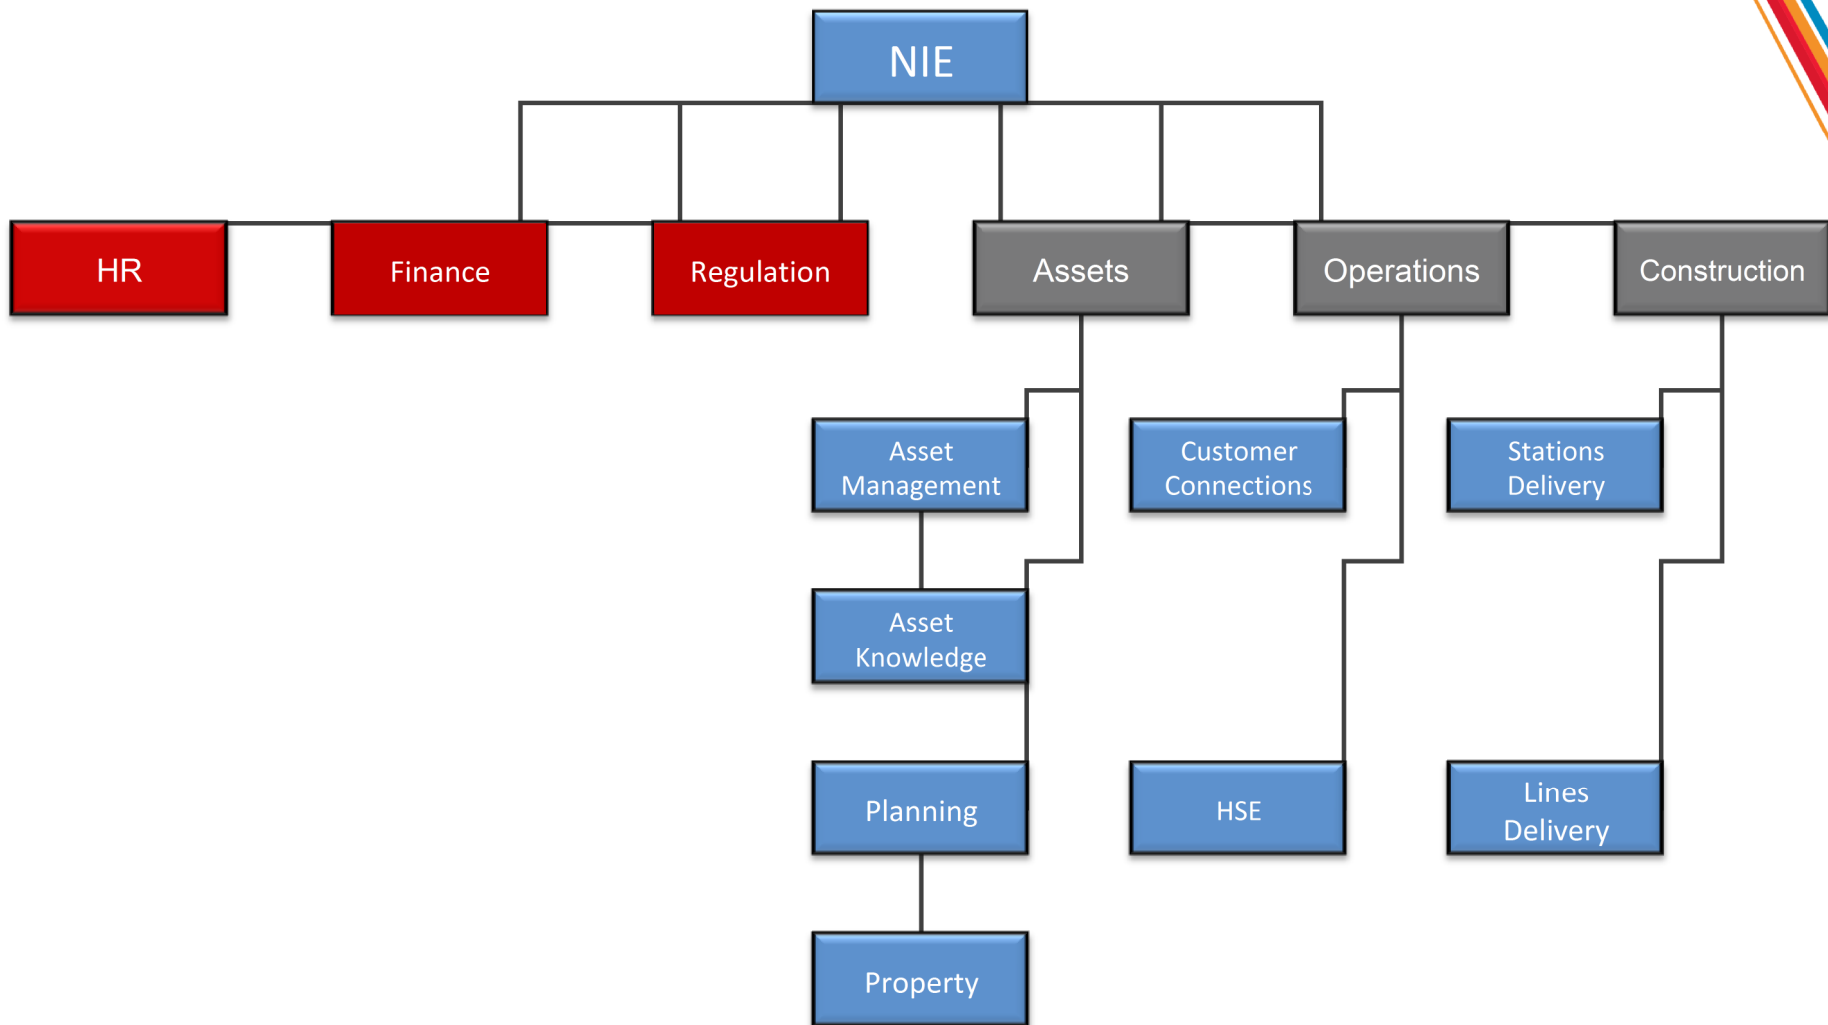 NIE
HR
Finance
Regulation
Assets
Operations
Construction
Asset
Management
Customer
Connections
Stations
Delivery
Asset
Knowledge
Planning
HSE
Lines
Delivery
Property